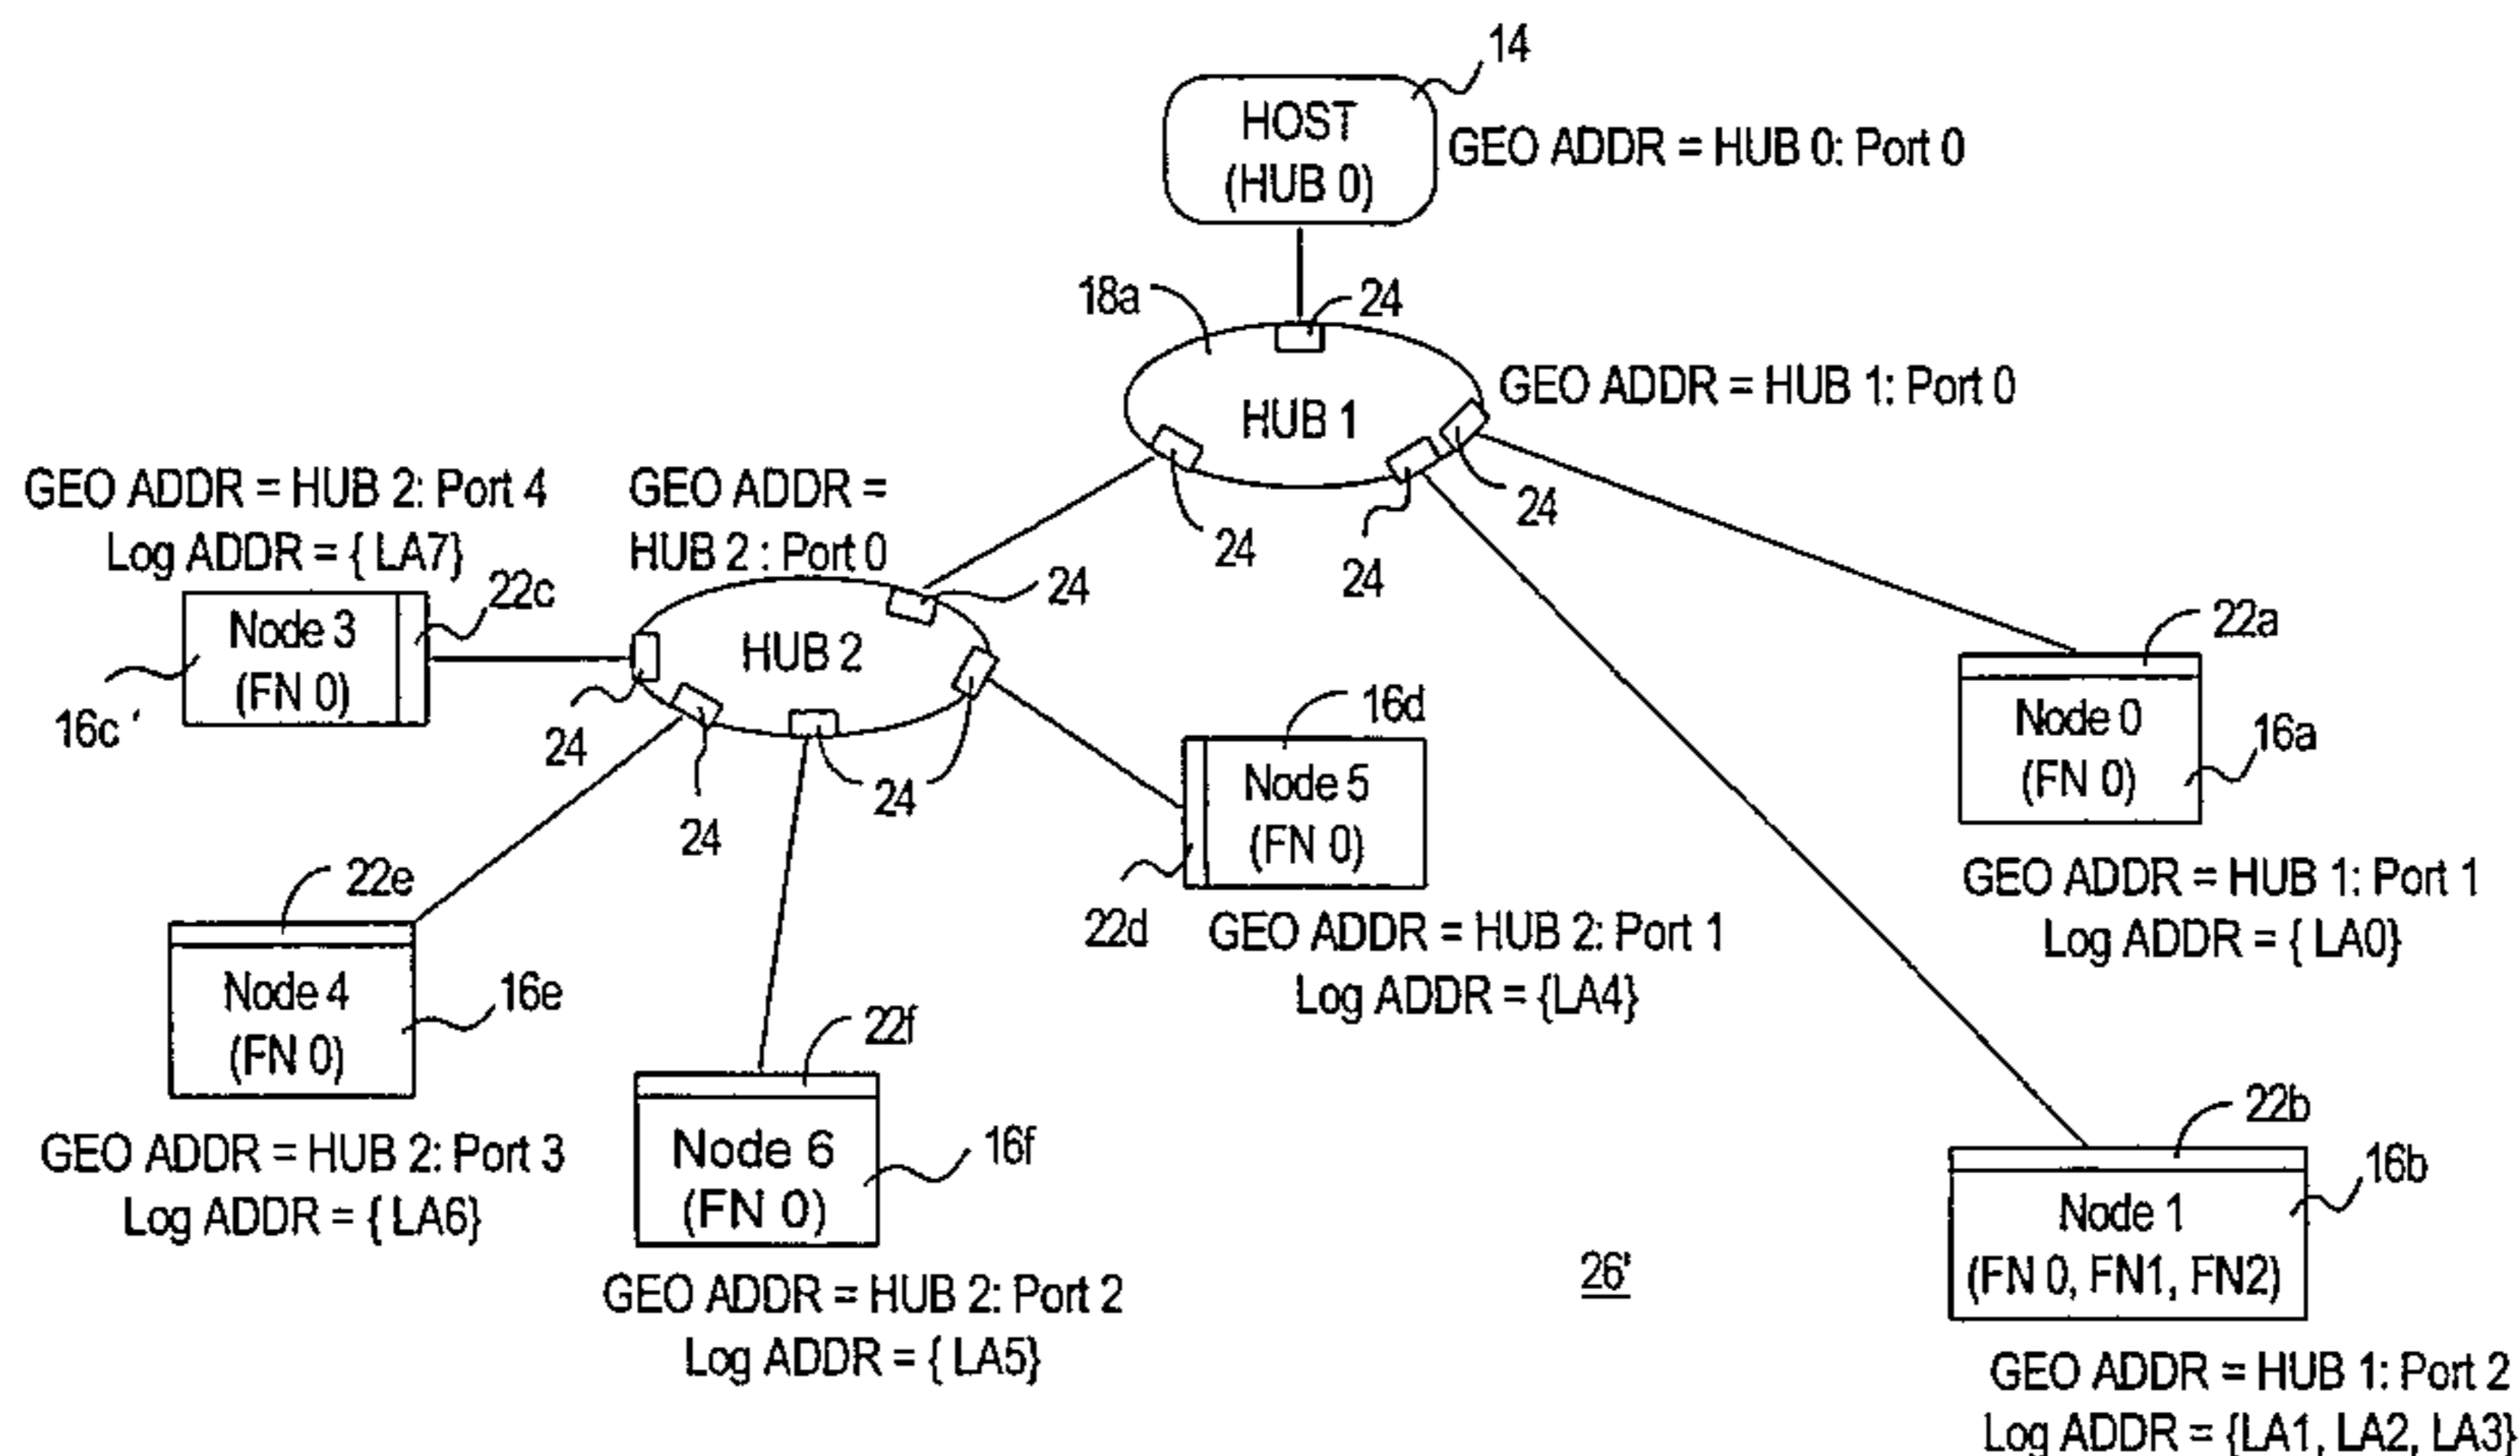 14
HOST
(HUB 0)
GEO ADDR = HUB 0: Port 0
18a
24
HUB 1
GEO ADDR = HUB 1: Port 0
24
24
24
GEO ADDR = HUB 2: Port 4
Log ADDR = { LA7}
GEO ADDR =
HUB 2 : Port 0
22c
Node 3
(FN 0)
16c '
24
HUB 2
24
24
24
22a
Node 0
(FN 0)
16a
GEO ADDR = HUB 1: Port 1
Log ADDR = { LA0}
16d
Node 5
(FN 0)
22d
GEO ADDR = HUB 2: Port 1
Log ADDR = {LA4}
22e
Node 4
(FN 0)
16e
GEO ADDR = HUB 2: Port 3
Log ADDR = { LA6}
22f
Node 6
(FN 0)
16f
GEO ADDR = HUB 2: Port 2
Log ADDR = { LA5}
26'
22b
Node 1
(FN 0, FN1, FN2)
16b
GEO ADDR = HUB 1: Port 2
Log ADDR = {LA1, LA2, LA3}